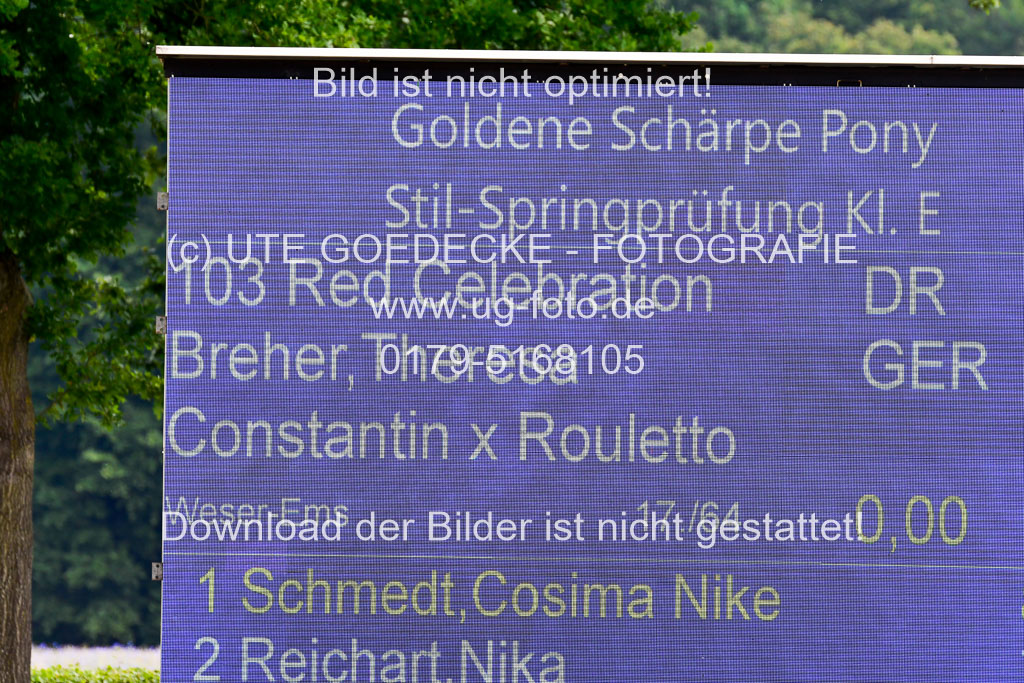 Bild ist nicht optimiert!
Goldene Schärpe Pony
Stil-Springprüfung Kl. E
(c) UTE GOEDECKE - FOTOGRAFIE
103 Red Celebration DR
www.ug-foto.de
Breher,Theresa GER
0179-5168105
Constantin x Rouletto
Weser-Ems 17 /64 0,00
Download der Bilder ist nicht gestattet!
1 Schmedt,Cosima Nike
2 Reichart,Nika